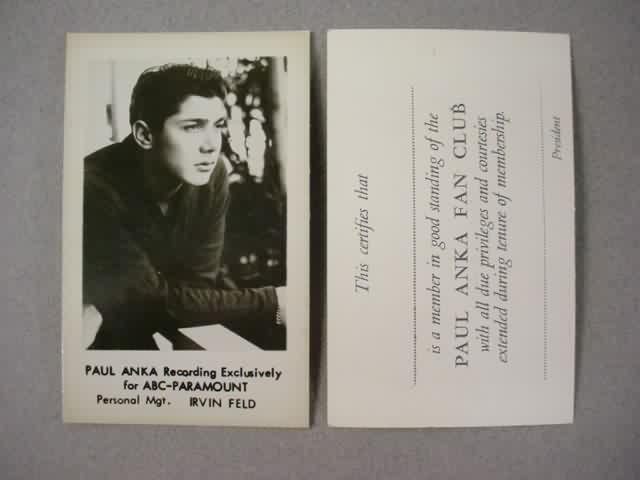 PAUL ANKA Recording Exclusively
for ABC-PARAMOUNT
Personal Mgt. IRVIN FELD
This certifies that
is a member in good standing of the
PAUL ANKA FAN CLUB
with all due privileges and courtesies
extended during tenure of membership.
President